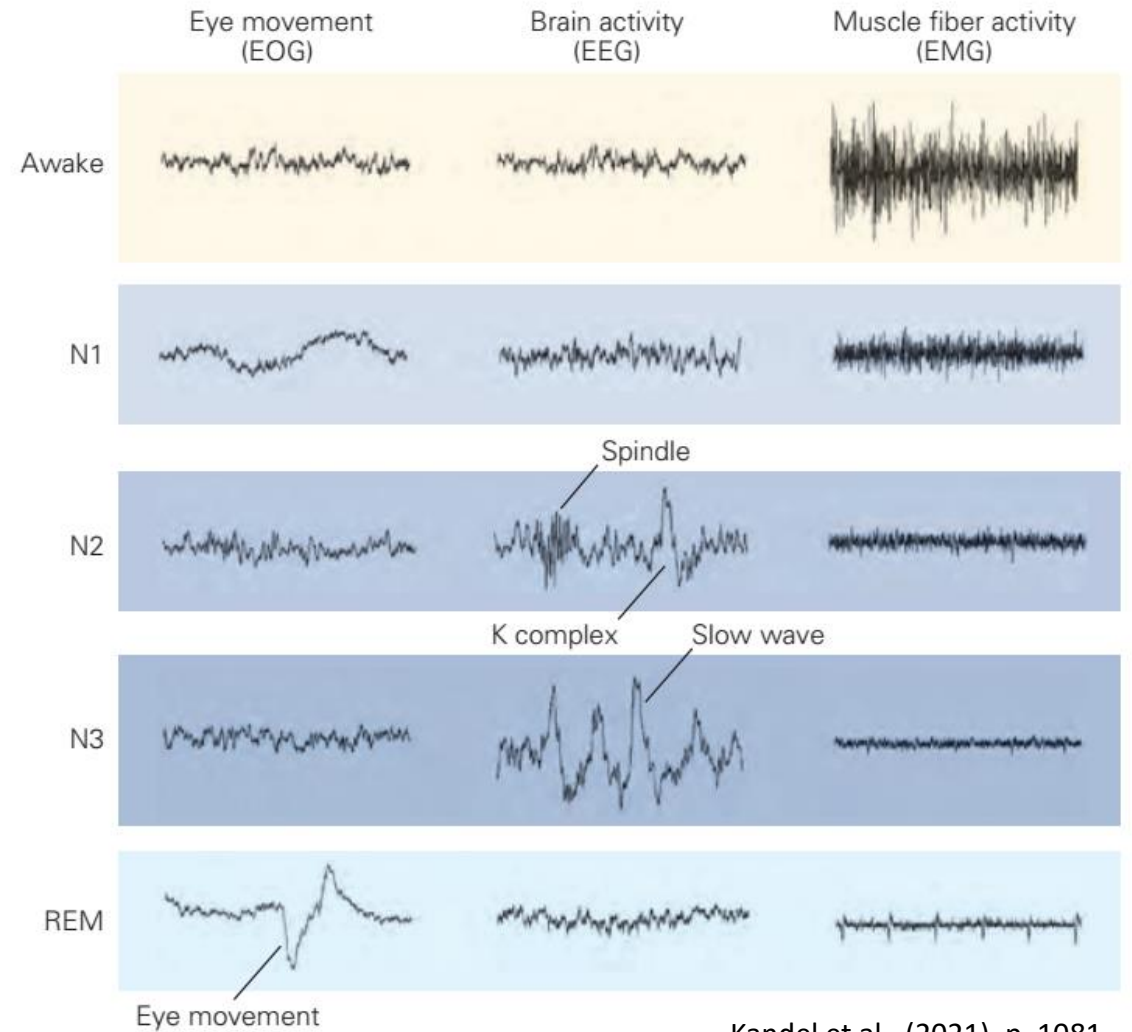 Eye movement
(EOG)
Brain activity
(EEG)
Muscle fiber activity
(EMG)
Awake
N1
Spindle
N2
K complex
Slow wave
N3
REM
Eye movement
Kandel et al., (2021), p. 1081